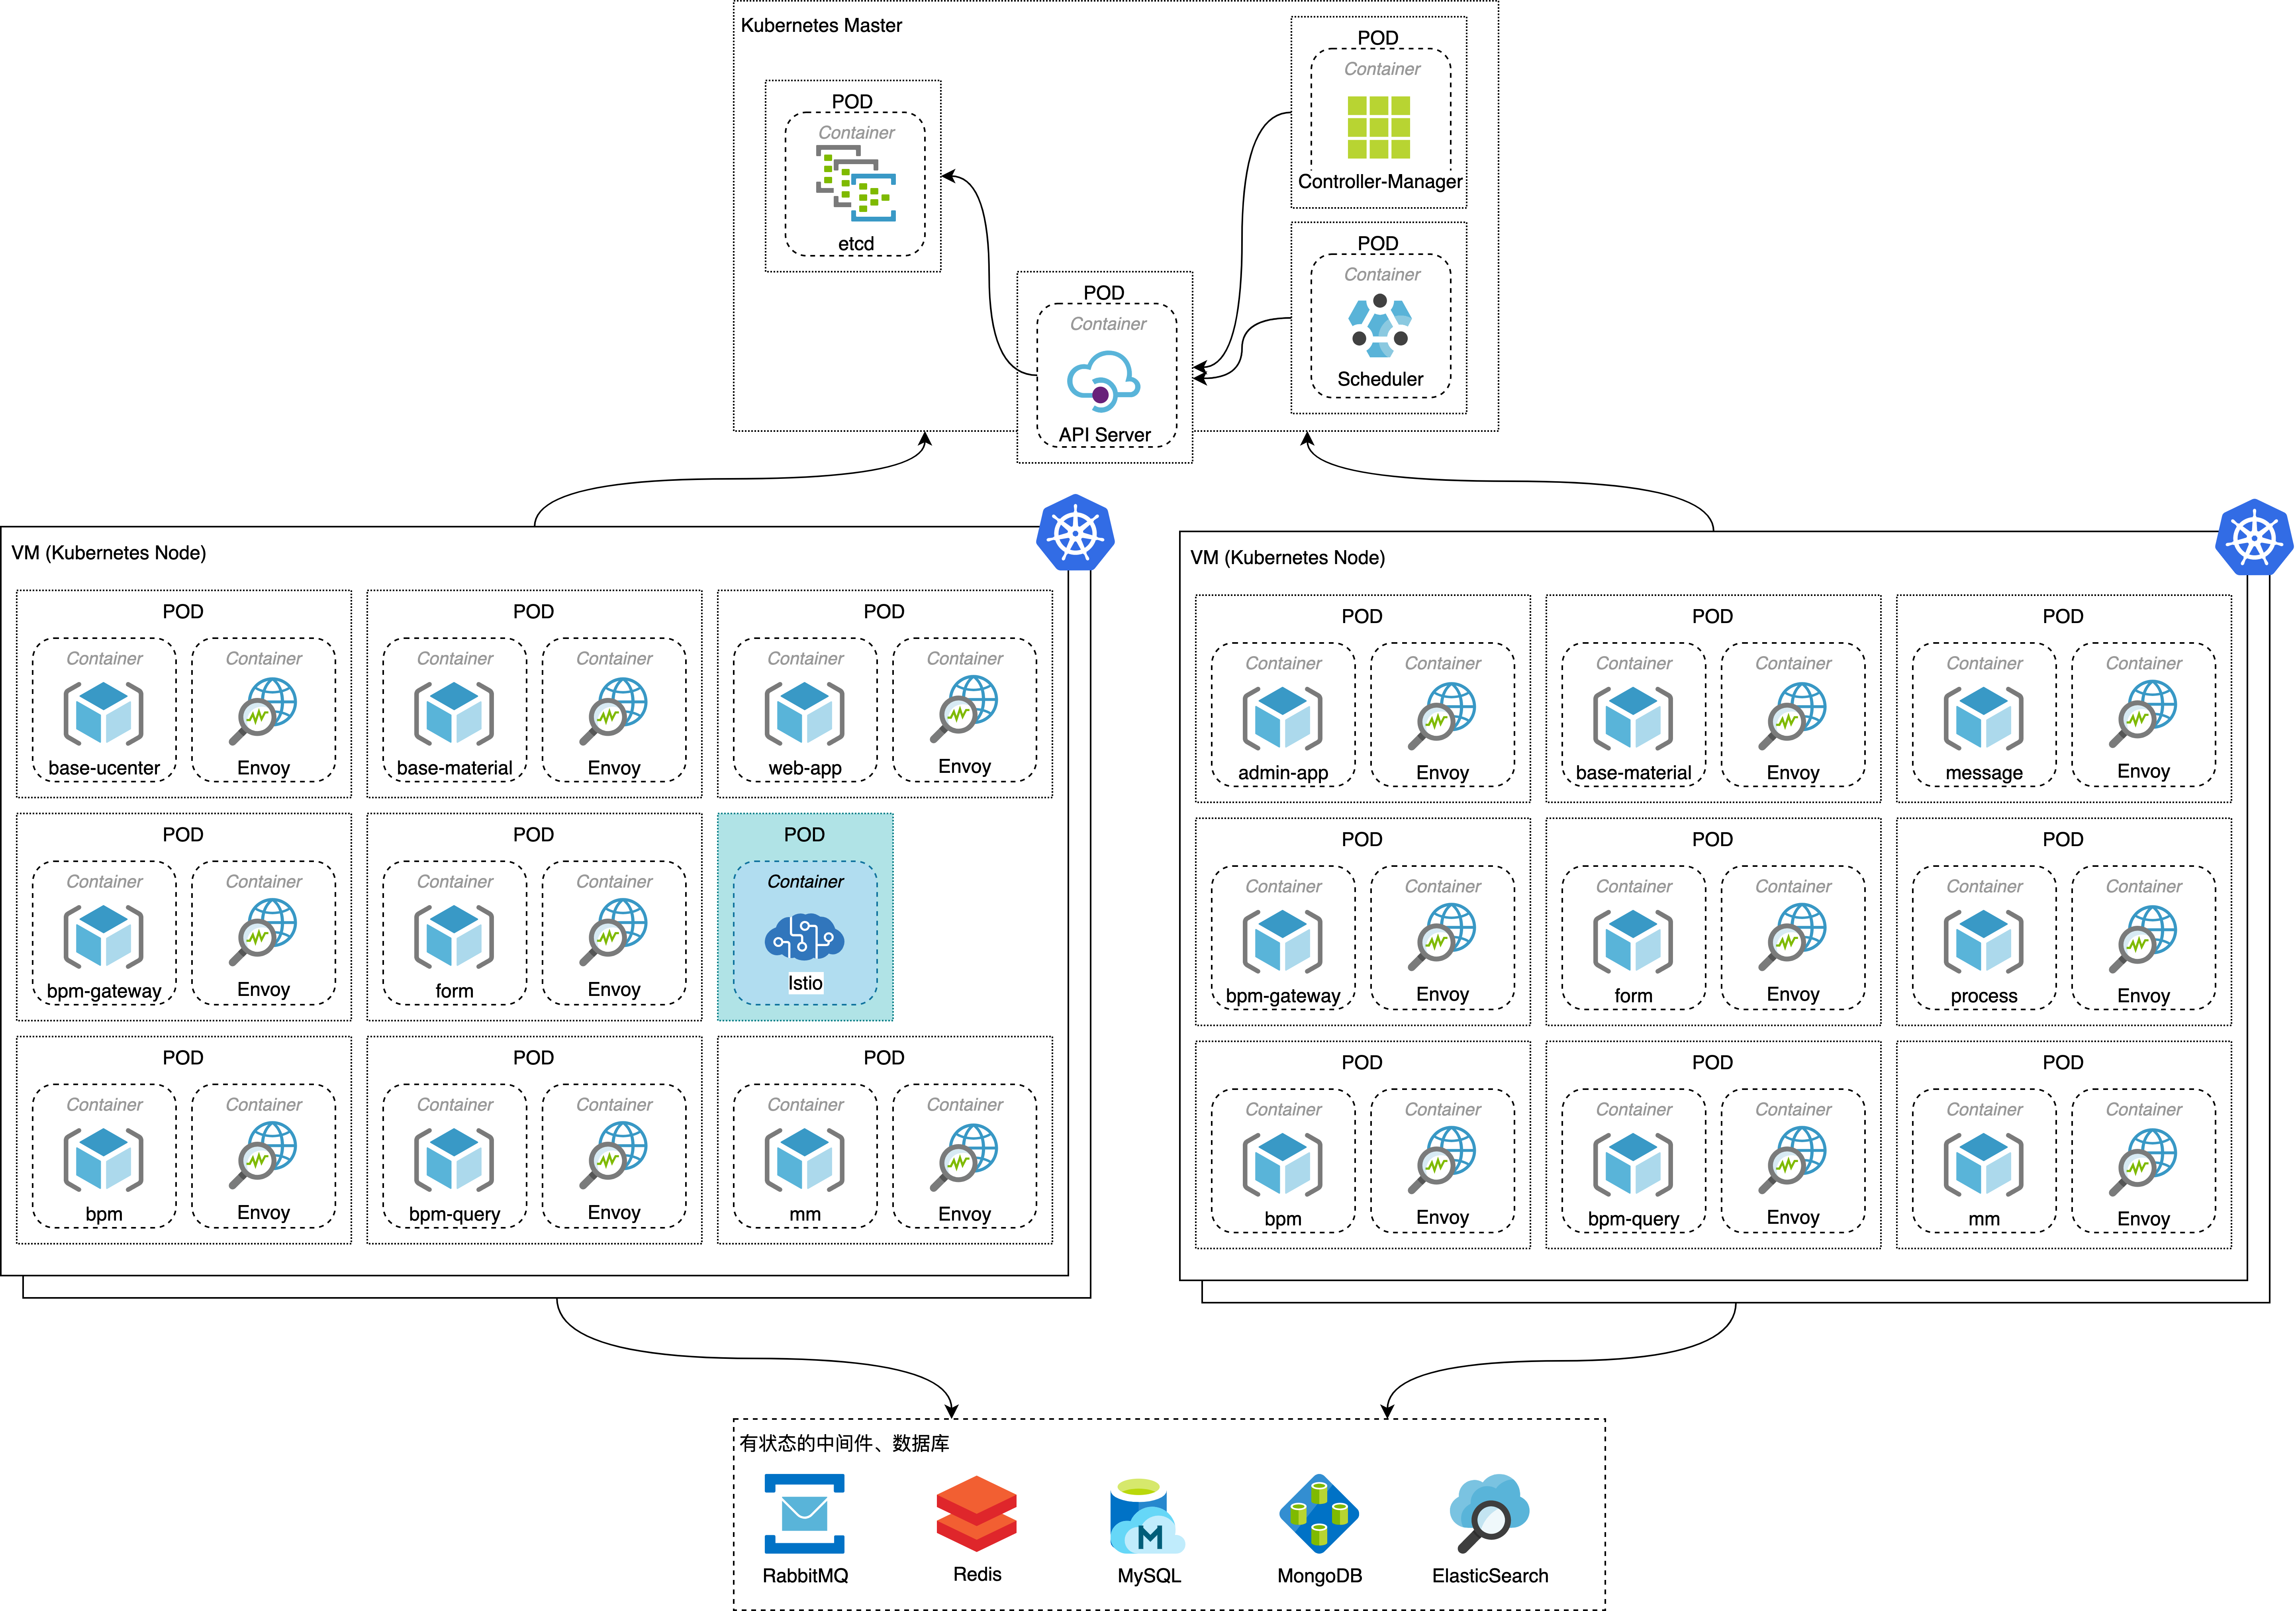 Kubernetes Master
POD
Container
etcd
POD
Container
API Server
POD
Container
Controller-Manager
POD
Container
Scheduler
VM (Kubernetes Node)
POD
Container
base-ucenter
Container
Envoy
POD
Container
base-material
Container
Envoy
POD
Container
web-app
Container
Envoy
POD
Container
bpm-gateway
Container
Envoy
POD
Container
form
Container
Envoy
POD
Container
Istio
POD
Container
bpm
Container
Envoy
POD
Container
bpm-query
Container
Envoy
POD
Container
mm
Container
Envoy
VM (Kubernetes Node)
POD
Container
admin-app
Container
Envoy
POD
Container
base-material
Container
Envoy
POD
Container
message
Container
Envoy
POD
Container
bpm-gateway
Container
Envoy
POD
Container
form
Container
Envoy
POD
Container
process
Container
Envoy
POD
Container
bpm
Container
Envoy
POD
Container
bpm-query
Container
Envoy
POD
Container
mm
Container
Envoy
有状态的中间件、数据库
RabbitMQ
Redis
M
MySQL
MongoDB
ElasticSearch